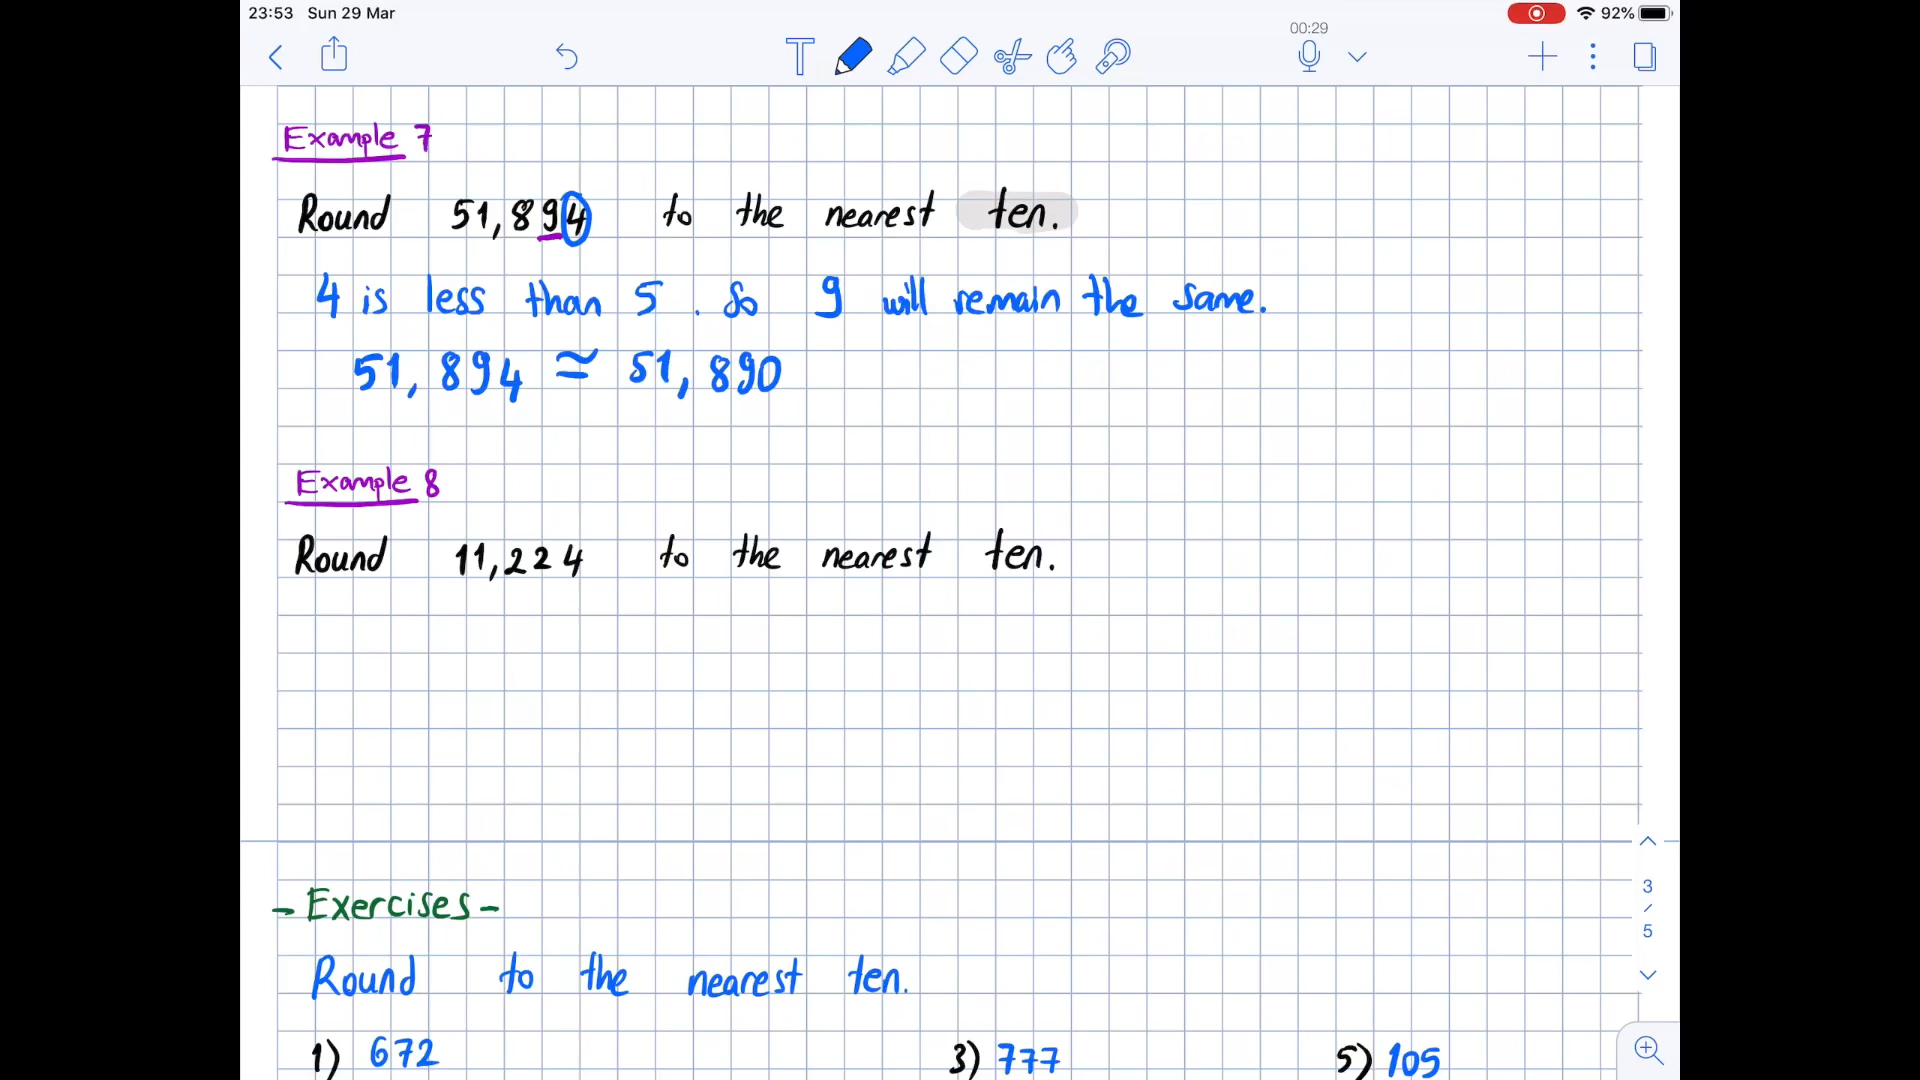 23:53 Sun 29 Mar
92%
00:29
T
Example 7
Round 51,894 to the nearest ten.
4 is less than 5. So 9 will remain the same.
51,894 ≃ 51,890
Example 8
Round 11,224 to the nearest ten.
3
/
5
- Exercises -
Round to the nearest ten.
1) 672 3) 777 5) 105